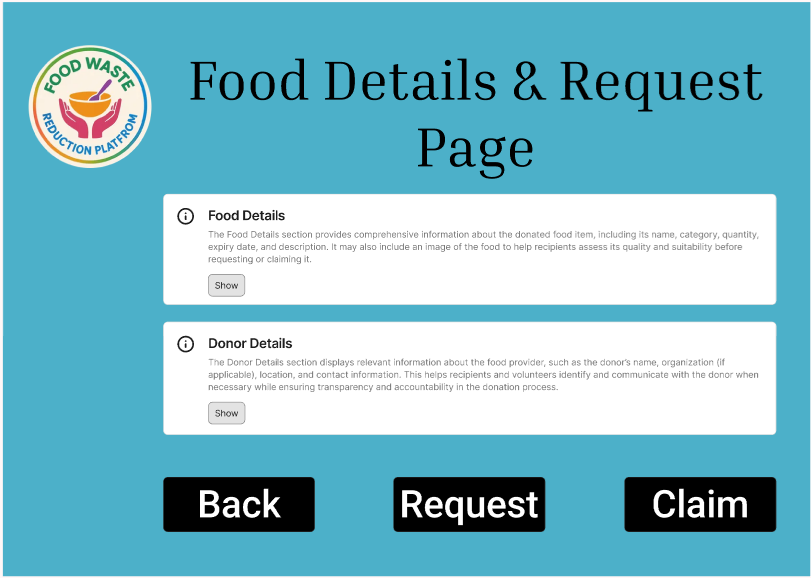 FOOD WASTE
REDUCTION PLATFROM
Food Details & Request
Page
Food Details
The Food Details section provides comprehensive information about the donated food item, including its name, category, quantity,
expiry date, and description. It may also include an image of the food to help recipients assess its quality and suitability before
requesting or claiming it.
Show
Donor Details
The Donor Details section displays relevant information about the food provider, such as the donor's name, organization (if
applicable), location, and contact information. This helps recipients and volunteers identify and communicate with the donor when
necessary while ensuring transparency and accountability in the donation process.
Show
Back
Request
Claim